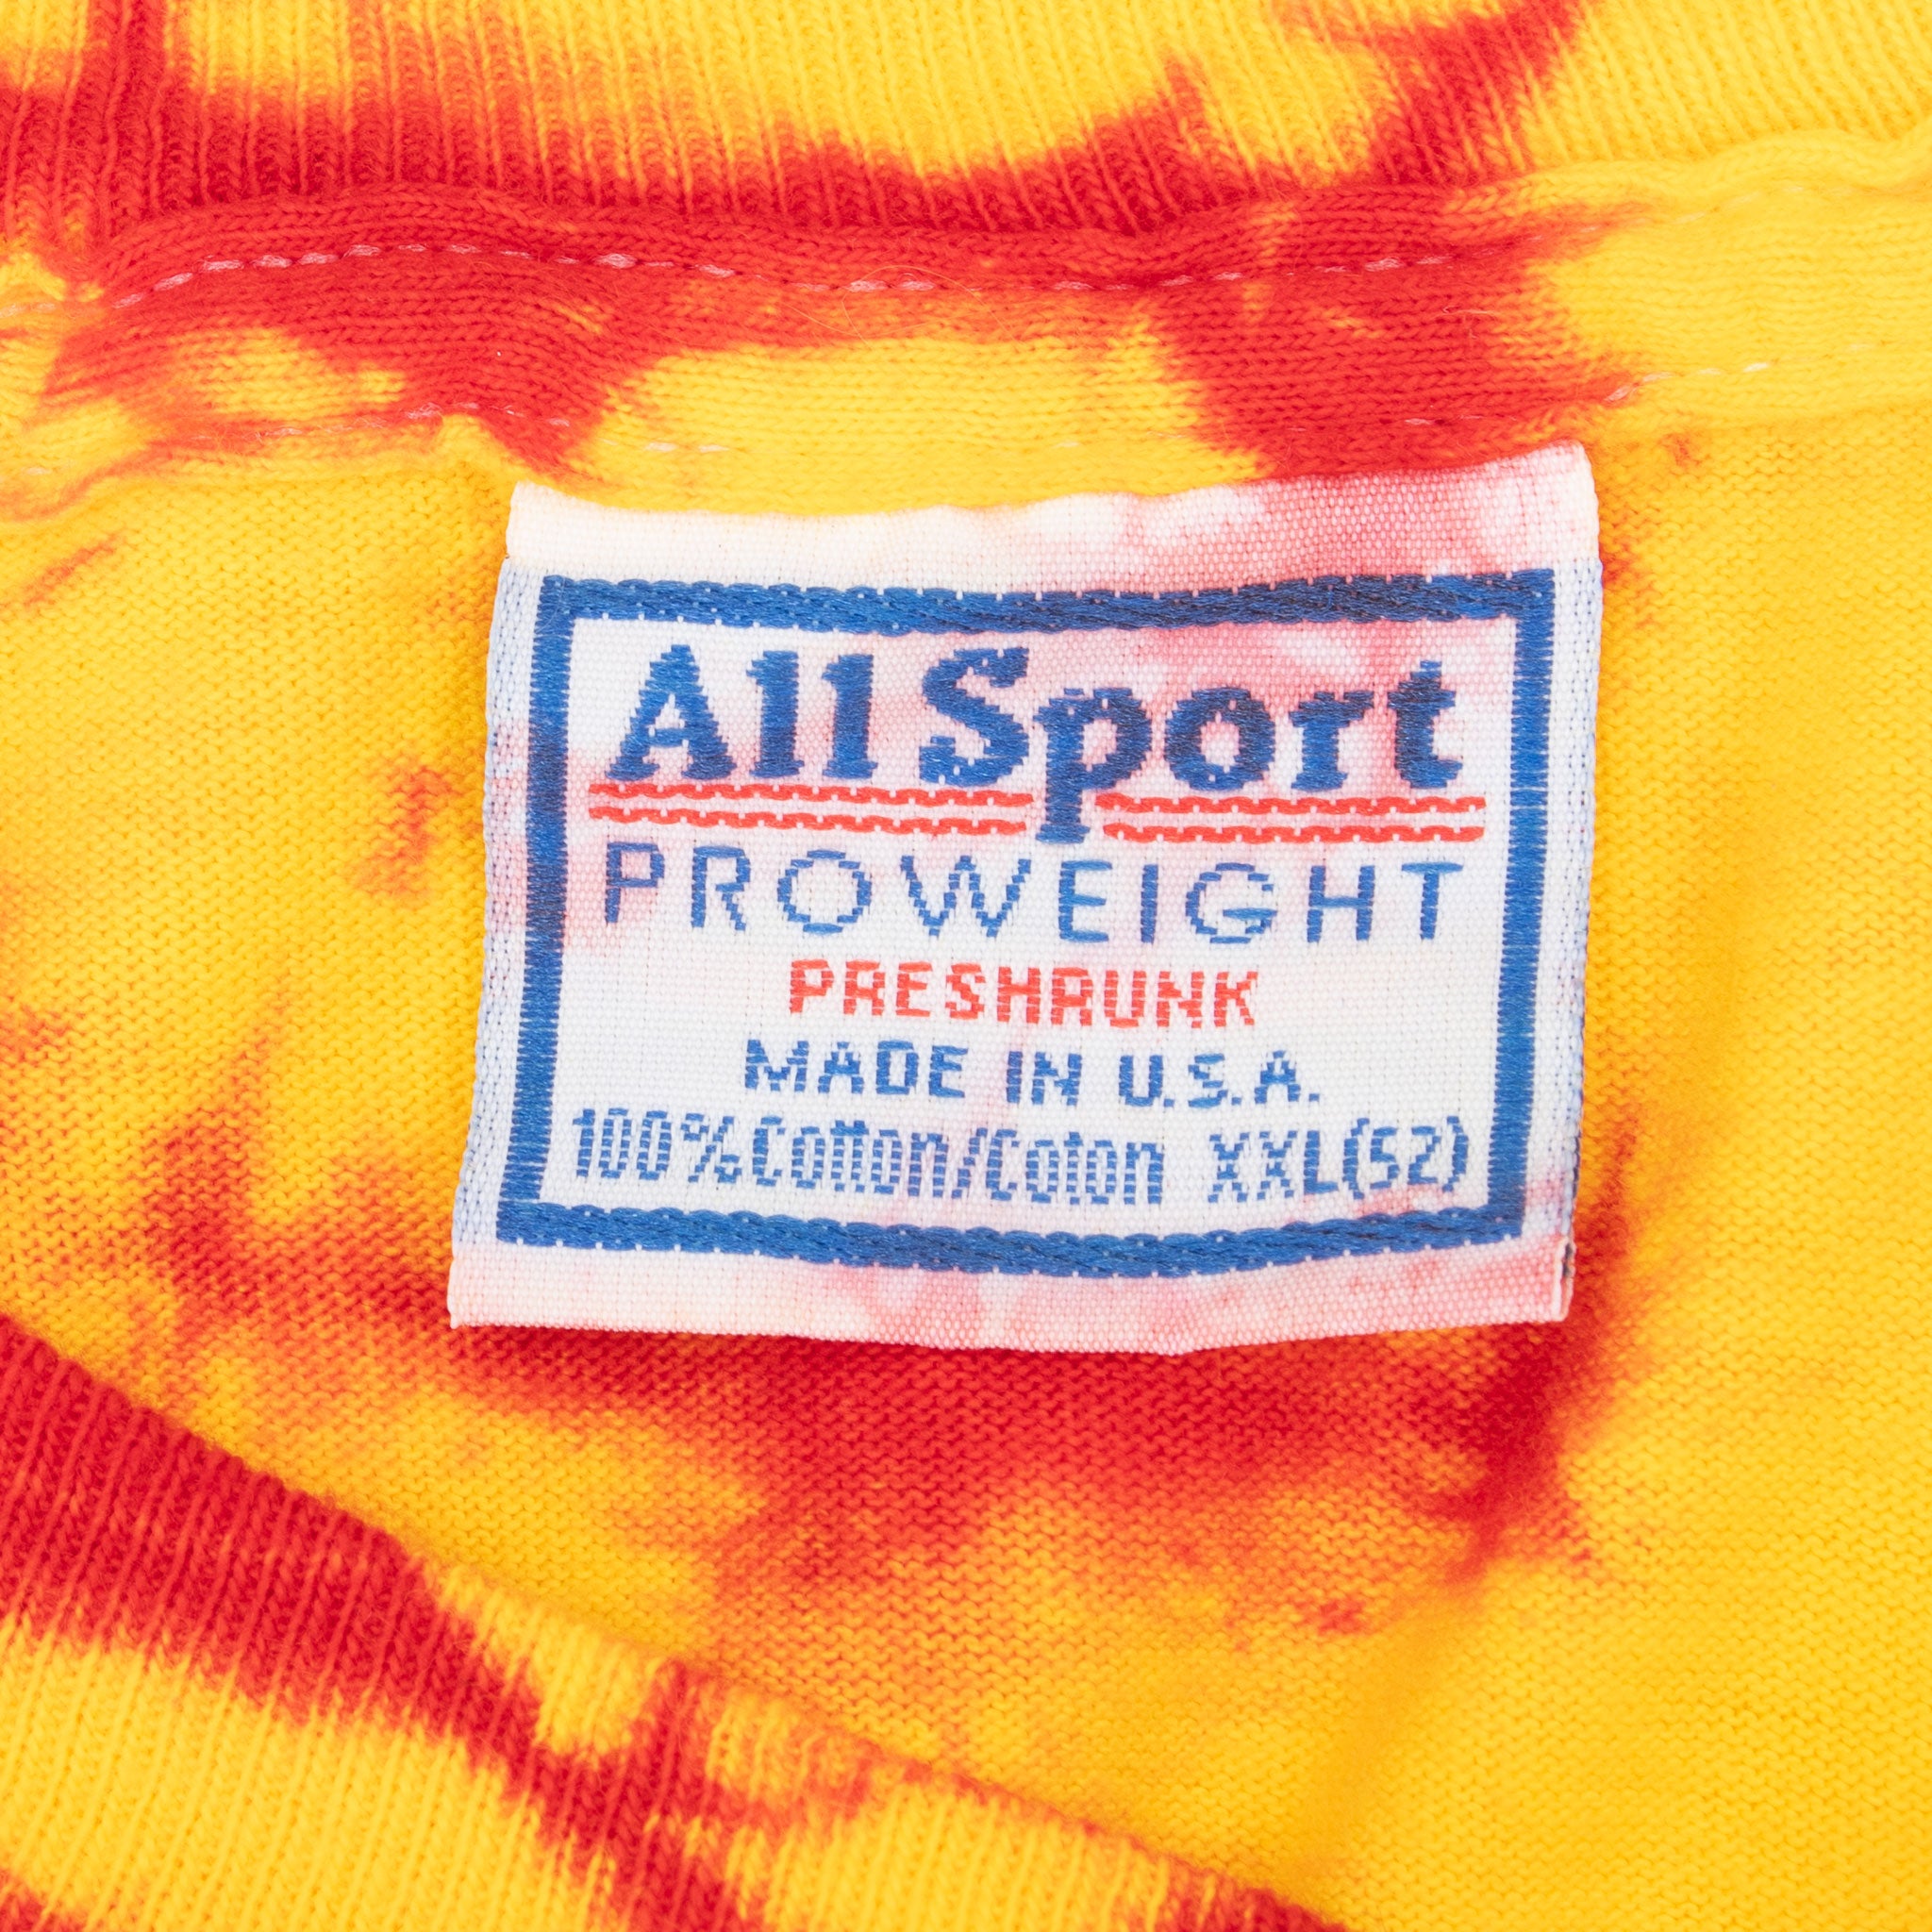 All Sport
PROWEIGHT
PRESHRUNK
MADE IN U.S.A.
100% Cotton/Coton XXL(52)